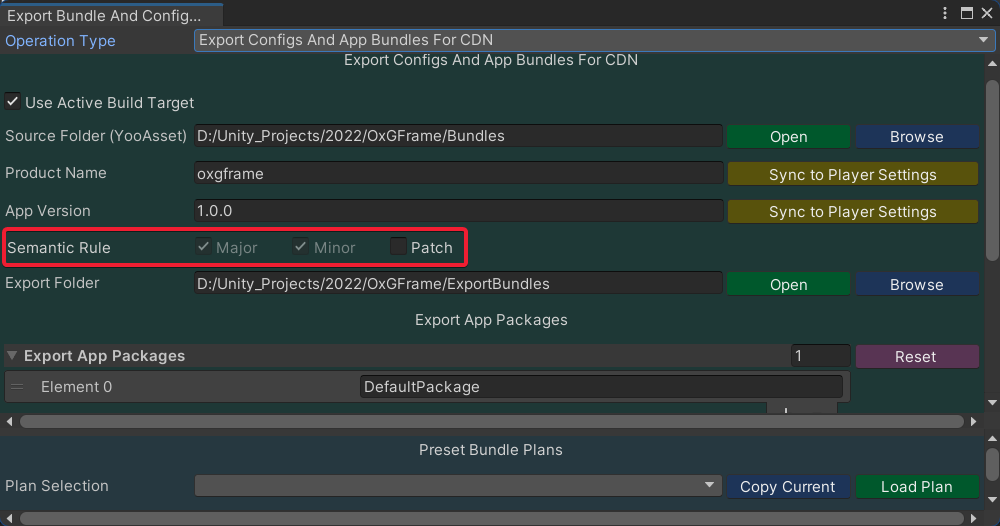 Export Bundle And Config...
Operation Type Export Configs And App Bundles For CDN
Export Configs And App Bundles For CDN
Use Active Build Target
Source Folder (YooAsset) D:/Unity_Projects/2022/OxGFrame/Bundles Open Browse
Product Name oxgframe Sync to Player Settings
App Version 1.0.0 Sync to Player Settings
Semantic Rule Major Minor Patch
Export Folder D:/Unity_Projects/2022/OxGFrame/ExportBundles Open Browse
Export App Packages
Export App Packages 1 Reset
Element 0 DefaultPackage
Preset Bundle Plans
Plan Selection Copy Current Load Plan